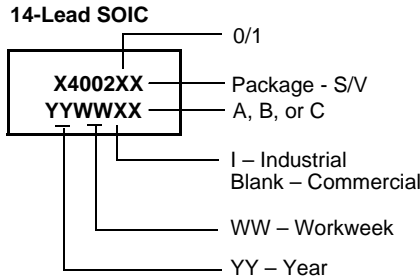 14-Lead SOIC
0/1
X4002XX
Package - S/V
YYWWXX
A, B, or C
I – Industrial
Blank – Commercial
WW – Workweek
YY – Year